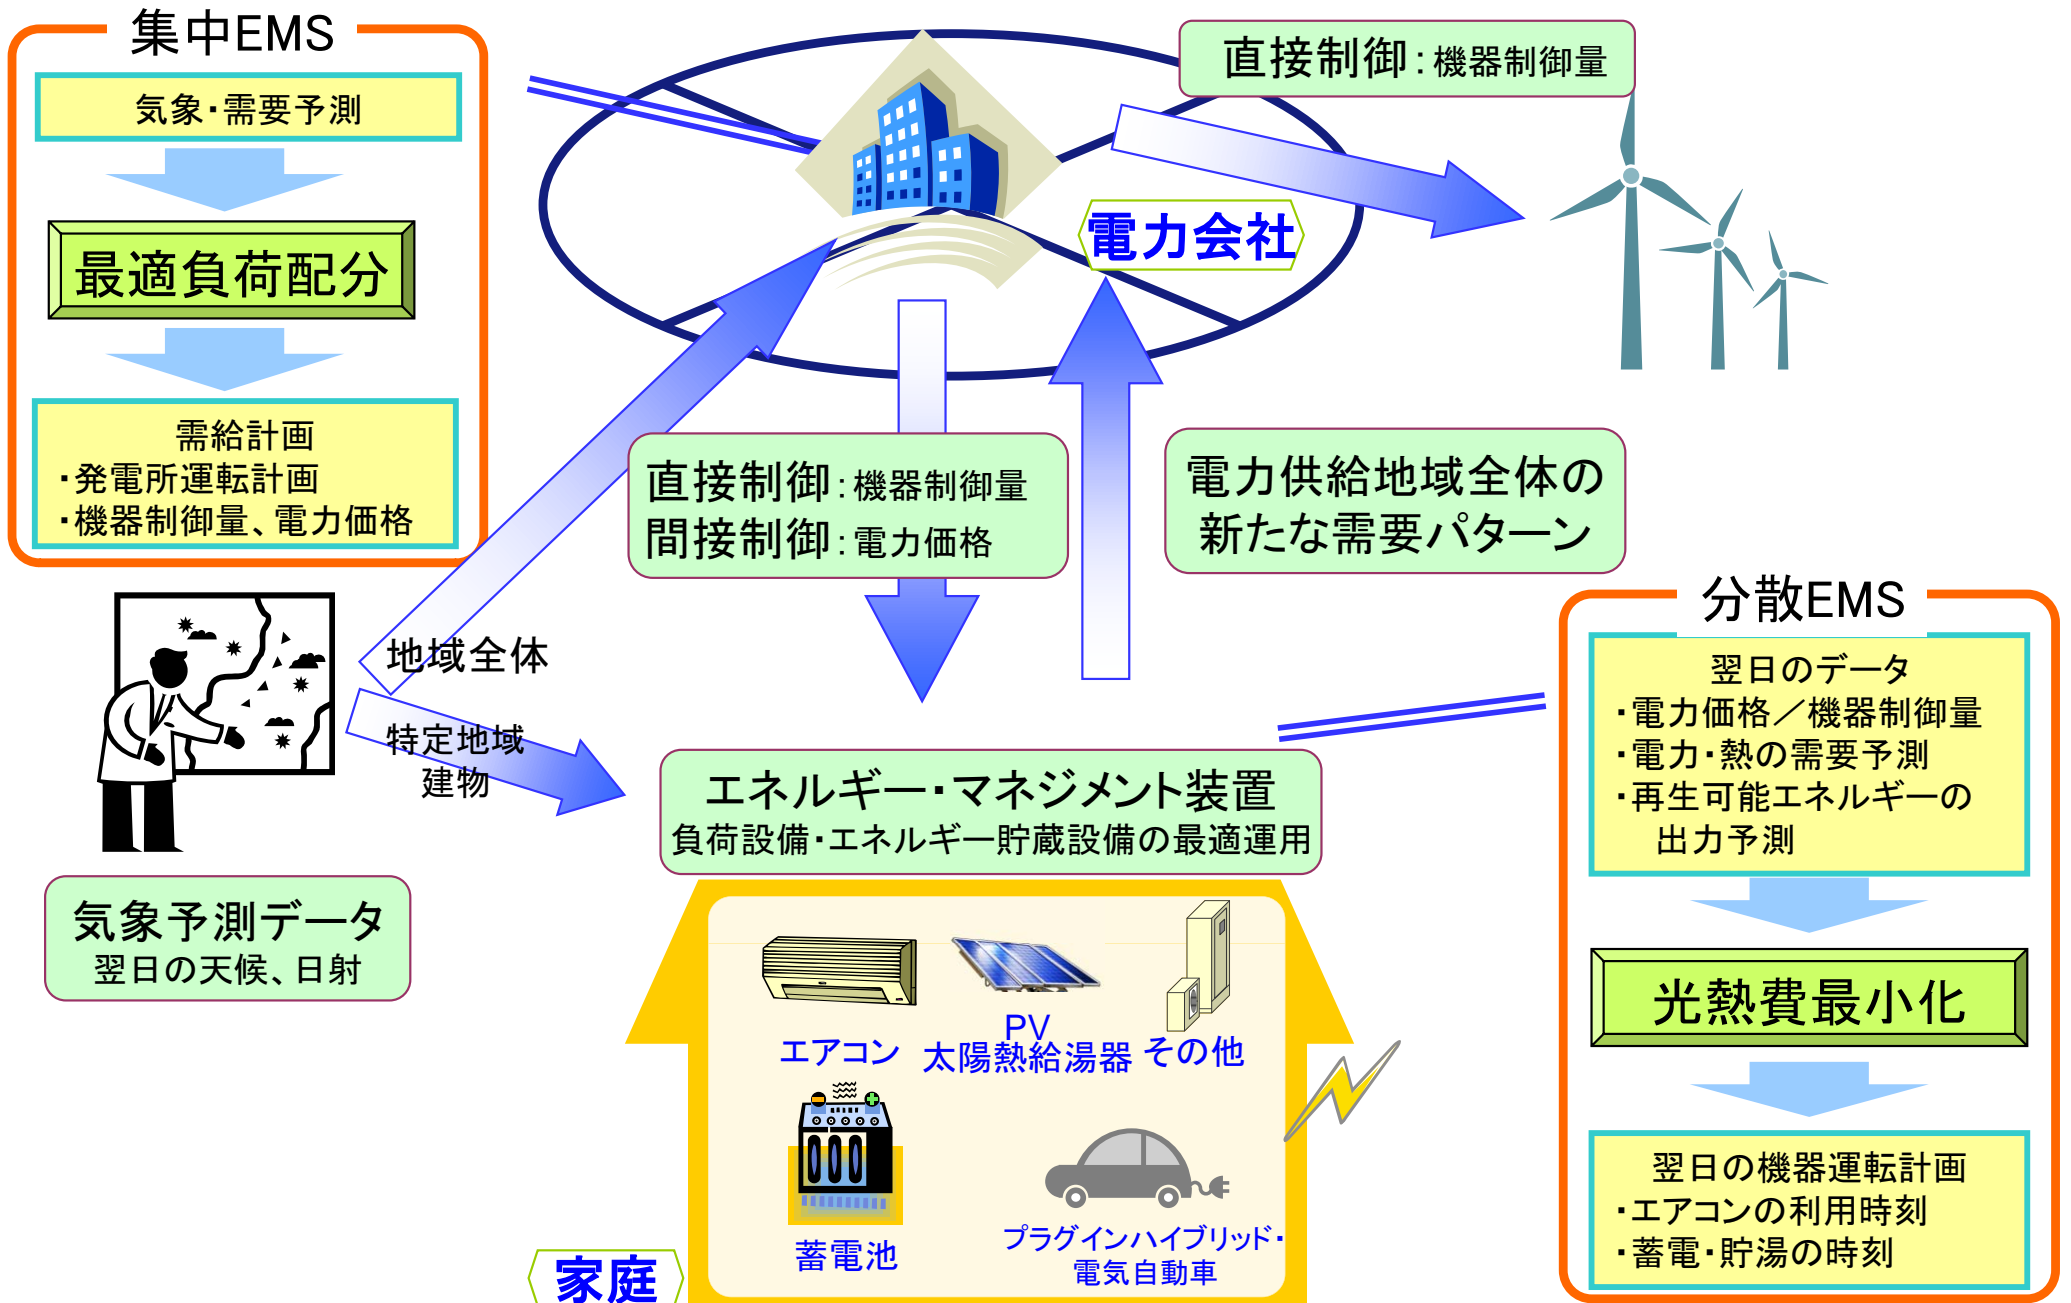 集中EMS
気象・需要予測
最適負荷配分
需給計画
・発電所運転計画
・機器制御量、電力価格
直接制御：機器制御量
電力会社
直接制御：機器制御量
間接制御：電力価格
電力供給地域全体の
新たな需要パターン
地域全体
特定地域
建物
気象予測データ
翌日の天候、日射
エネルギー・マネジメント装置
負荷設備・エネルギー貯蔵設備の最適運用
エアコン
PV
太陽熱給湯器
その他
蓄電池
プラグインハイブリッド・
電気自動車
家庭
分散EMS
翌日のデータ
・電力価格／機器制御量
・電力・熱の需要予測
・再生可能エネルギーの
出力予測
光熱費最小化
翌日の機器運転計画
・エアコンの利用時刻
・蓄電・貯湯の時刻